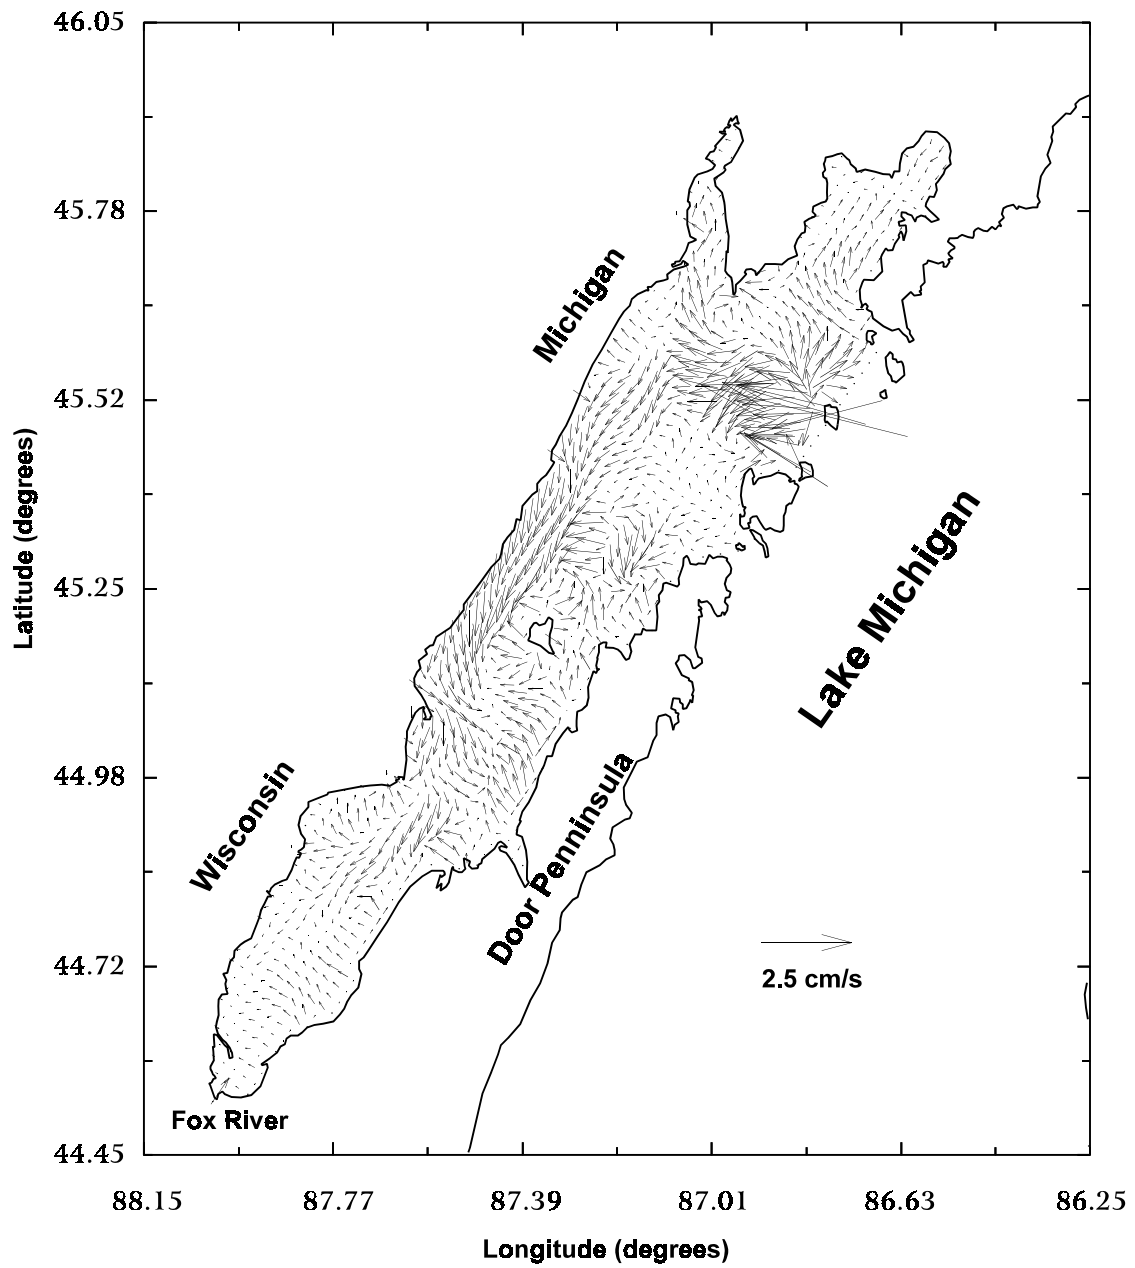 46.05
45.78
45.52
45.25
44.98
44.72
44.45
Latitude (degrees)
Michigan
Wisconsin
Lake Michigan
Door Penninsula
2.5 cm/s
Fox River
88.15 87.77 87.39 87.01 86.63 86.25
Longitude (degrees)